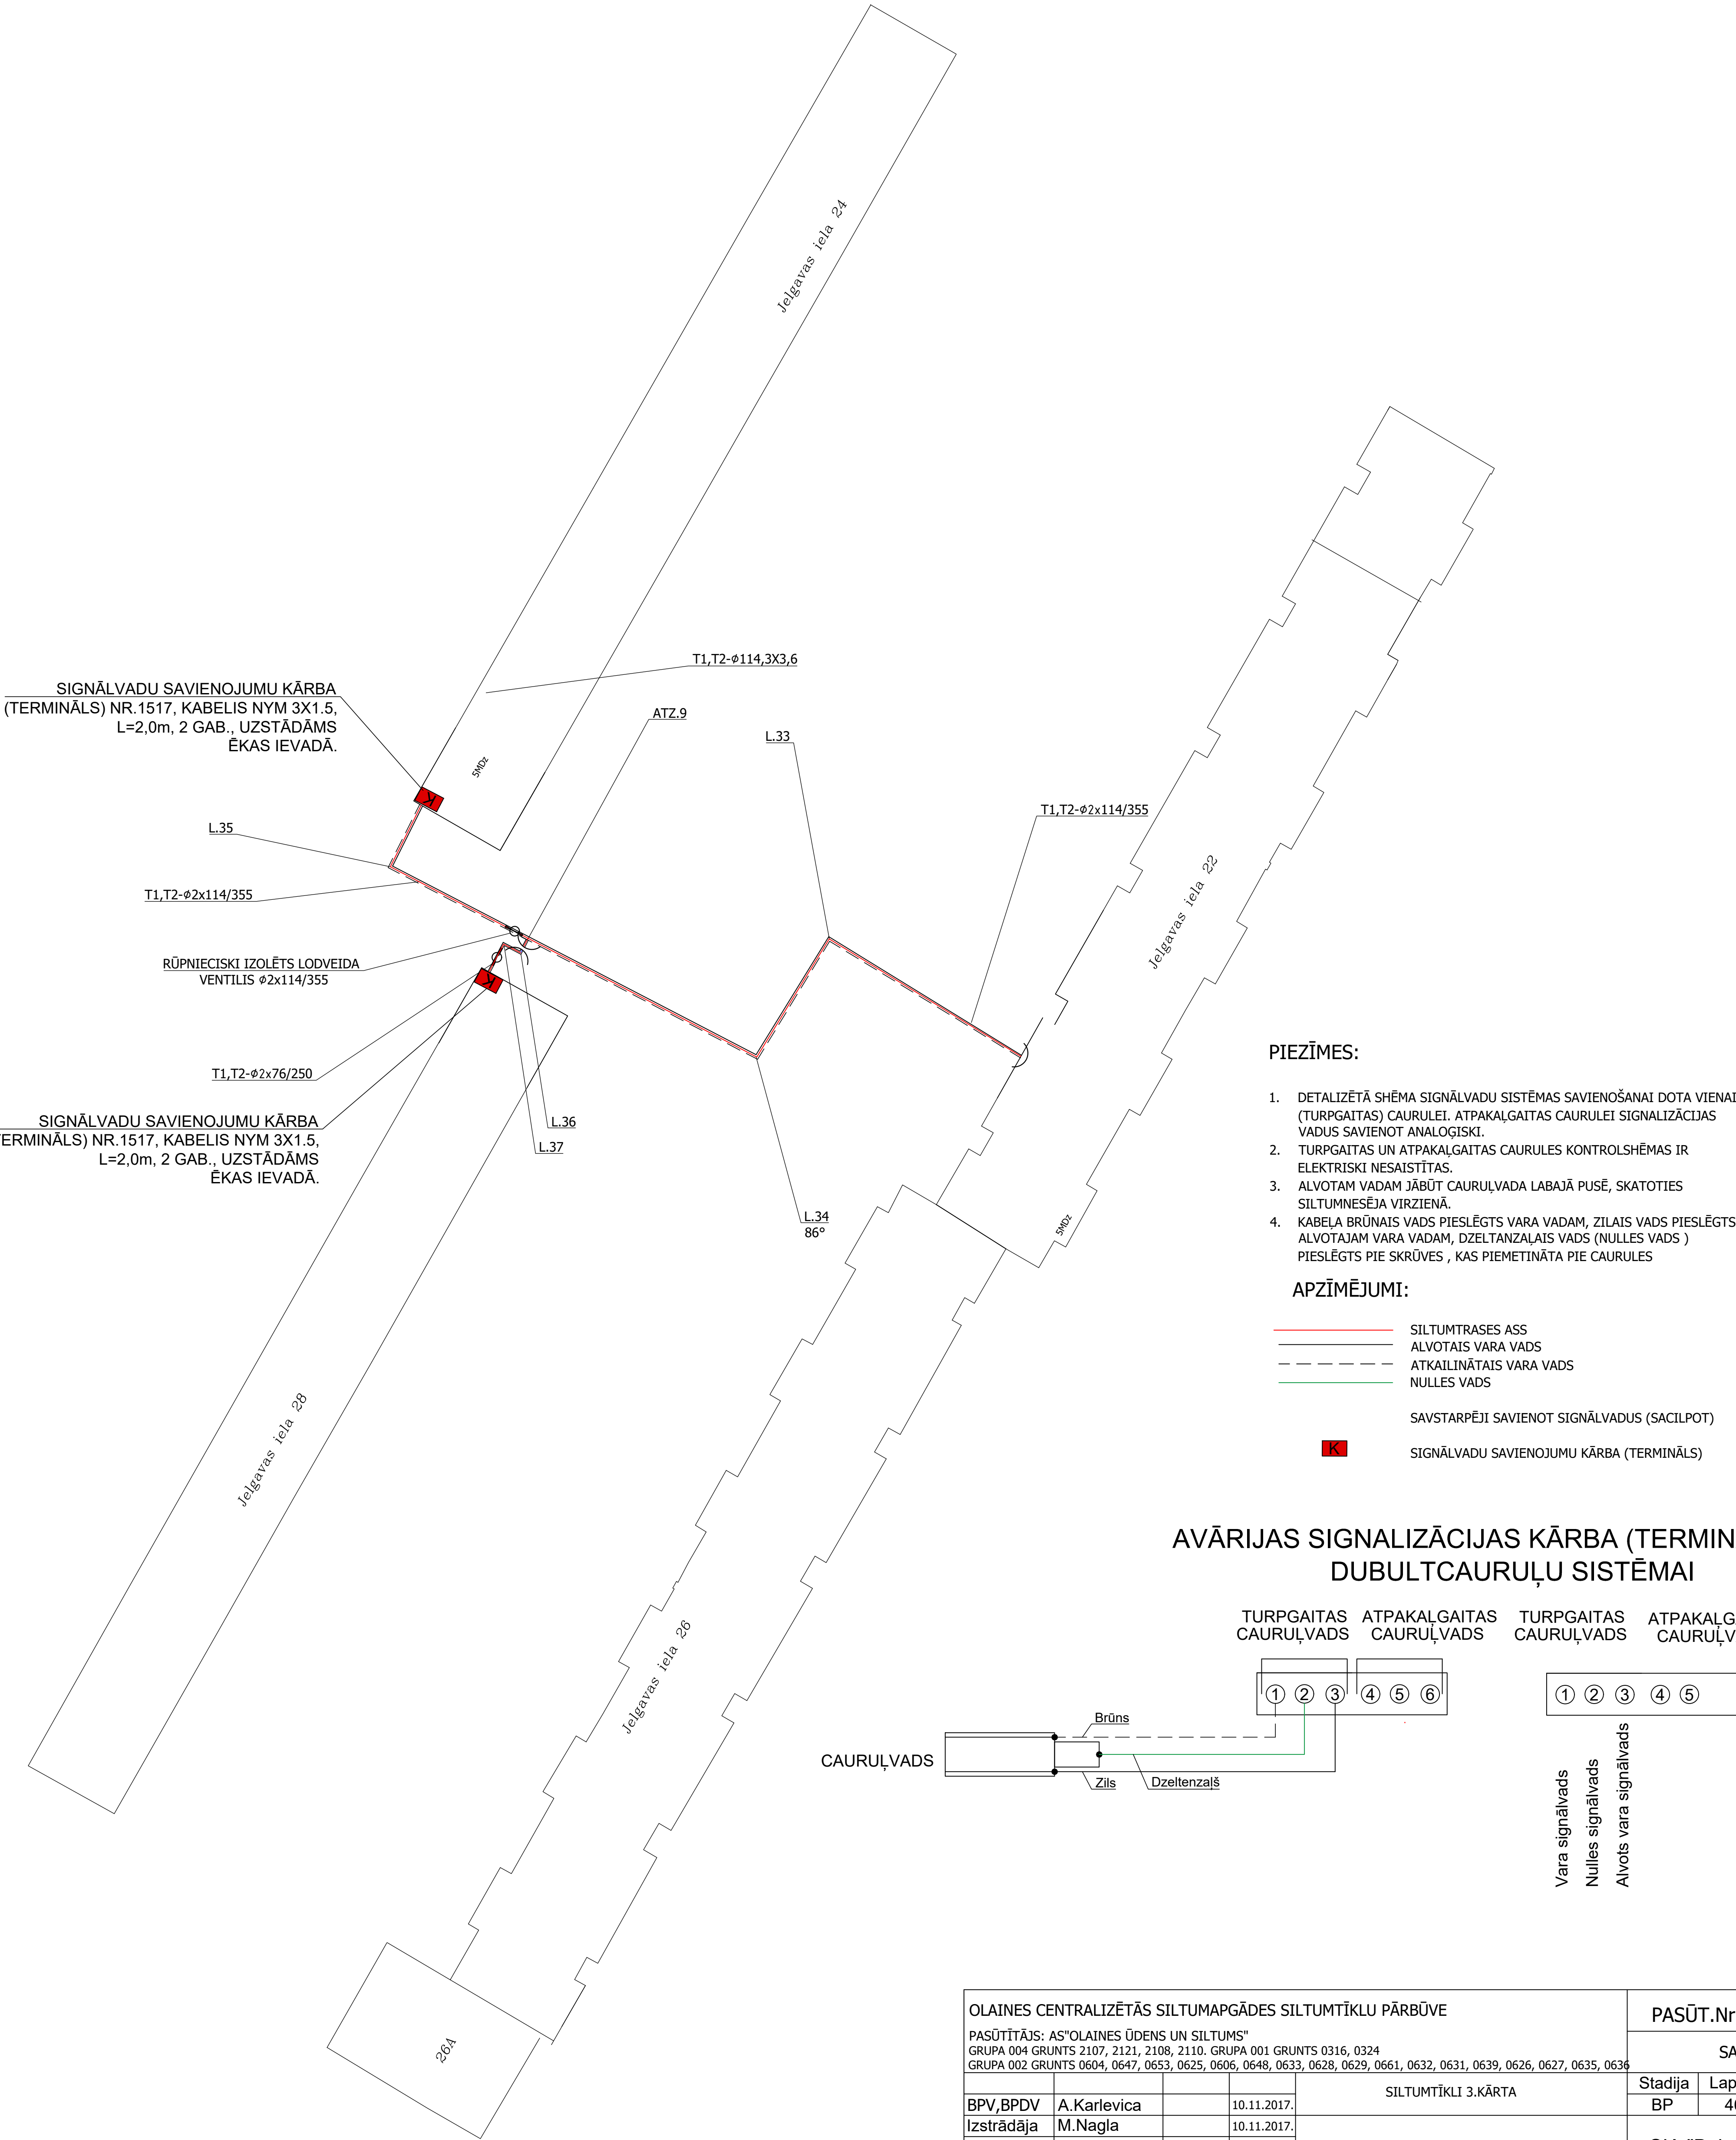 Jelgavas iela 24
T1,T2-⌀114,3X3,6
SIGNĀLVADU SAVIENOJUMU KĀRBA
(TERMINĀLS) NR.1517, KABELIS NYM 3X1.5,
L=2,0m, 2 GAB., UZSTĀDĀMS
ĒKAS IEVADĀ.
ATZ.9
L.33
5MDz
K
T1,T2-⌀2x114/355
L.35
T1,T2-⌀2x114/355
Jelgavas iela 22
RŪPNIECISKI IZOLĒTS LODVEIDA
VENTILIS ⌀2x114/355
K
T1,T2-⌀2x76/250
SIGNĀLVADU SAVIENOJUMU KĀRBA
TERMINĀLS) NR.1517, KABELIS NYM 3X1.5,
L=2,0m, 2 GAB., UZSTĀDĀMS
ĒKAS IEVADĀ.
L.36
L.37
L.34
86°
5MDz
Jelgavas iela 28
Jelgavas iela 26
26A
PIEZĪMES:
1. DETALIZĒTĀ SHĒMA SIGNĀLVADU SISTĒMAS SAVIENOŠANAI DOTA VIENAI
(TURPGAITAS) CAURULEI. ATPAKAĻGAITAS CAURULEI SIGNALIZĀCIJAS
VADUS SAVIENOT ANALOĢISKI.
2. TURPGAITAS UN ATPAKAĻGAITAS CAURULES KONTROLSHĒMAS IR
ELEKTRISKI NESAISTĪTAS.
3. ALVOTAM VADAM JĀBŪT CAURUĻVADA LABAJĀ PUSĒ, SKATOTIES
SILTUMNESĒJA VIRZIENĀ.
4. KABEĻA BRŪNAIS VADS PIESLĒGTS VARA VADAM, ZILAIS VADS PIESLĒGTS
ALVOTAJAM VARA VADAM, DZELTANZAĻAIS VADS (NULLES VADS )
PIESLĒGTS PIE SKRŪVES , KAS PIEMETINĀTA PIE CAURULES
APZĪMĒJUMI:
SILTUMTRASES ASS
ALVOTAIS VARA VADS
ATKAILINĀTAIS VARA VADS
NULLES VADS
SAVSTARPĒJI SAVIENOT SIGNĀLVADUS (SACILPOT)
K SIGNĀLVADU SAVIENOJUMU KĀRBA (TERMINĀLS)
AVĀRIJAS SIGNALIZĀCIJAS KĀRBA (TERMIN
DUBULTCAURUĻU SISTĒMAI
TURPGAITAS ATPAKAĻGAITAS TURPGAITAS ATPAKAĻG
CAURUĻVADS CAURUĻVADS CAURUĻVADS CAURUĻV
1 2 3 4 5 6 1 2 3 4 5
Brūns
CAURUĻVADS
Zils Dzeltenzaļš
Vara signālvads
Nulles signālvads
Alvots vara signālvads
OLAINES CENTRALIZĒTĀS SILTUMAPGĀDES SILTUMTĪKLU PĀRBŪVE
PASŪTĪTĀJS: AS"OLAINES ŪDENS UN SILTUMS"
GRUPA 004 GRUNTS 2107, 2121, 2108, 2110. GRUPA 001 GRUNTS 0316, 0324
GRUPA 002 GRUNTS 0604, 0647, 0653, 0625, 0606, 0648, 0633, 0628, 0629, 0661, 0632, 0631, 0639, 0626, 0627, 0635, 0636
PASŪT.Nr
SA
SILTUMTĪKLI 3.KĀRTA
Stadija Lap
BPV,BPDV A.Karlevica 10.11.2017.
BP
Izstrādāja M.Nagla 10.11.2017.